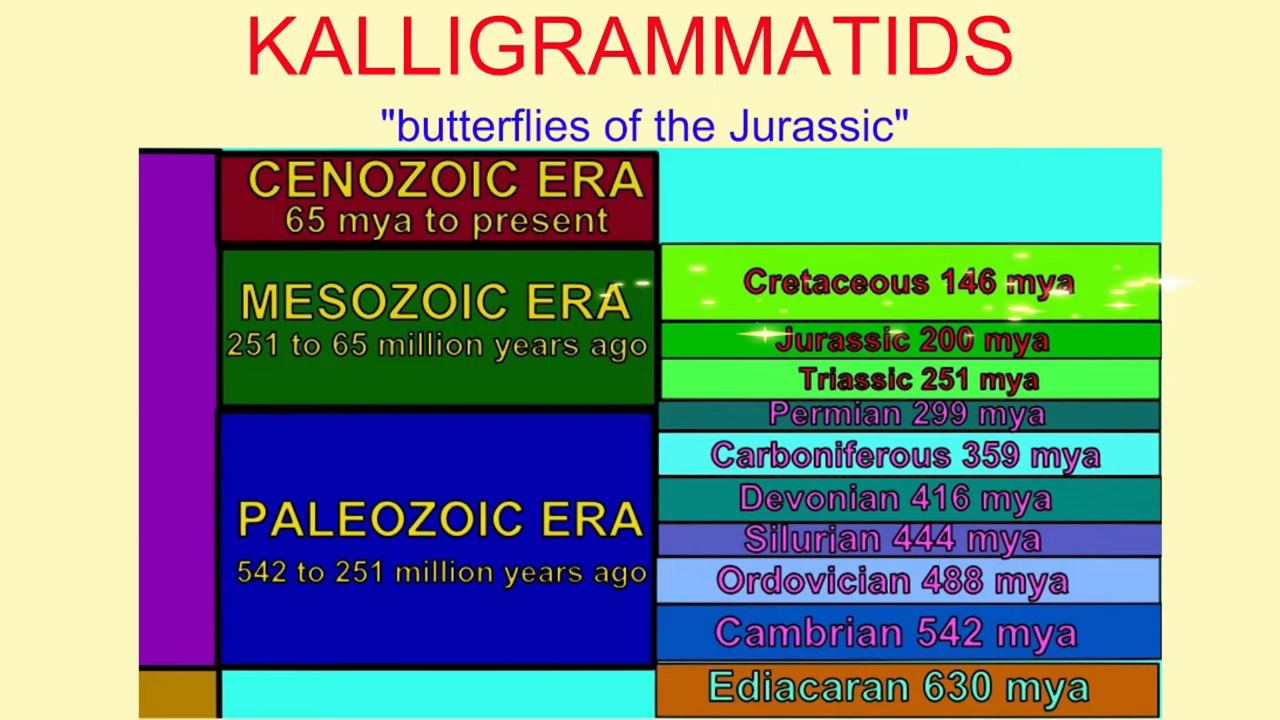 KALLIGRAMMATIDS
"butterflies of the Jurassic"
CENOZOIC ERA
65 mya to present
MESOZOIC ERA
251 to 65 million years ago
PALEOZOIC ERA
542 to 251 million years ago
Cretaceous 146 mya
Jurassic 200 mya
Triassic 251 mya
Permian 299 mya
Carboniferous 359 mya
Devonian 416 mya
Silurian 444 mya
Ordovician 488 mya
Cambrian 542 mya
Ediacaran 630 mya